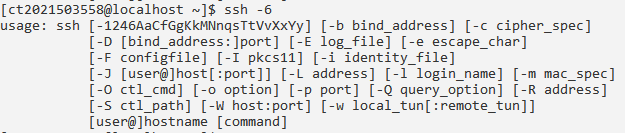 [ct2021503558@localhost ~]$ ssh -6
usage: ssh [-1246AaCfGgKkMNnqsTtVvXxYy] [-b bind_address] [-c cipher_spec]
[-D [bind_address:]port] [-E log_file] [-e escape_char]
[-F configfile] [-I pkcs11] [-i identity_file]
[-J [user@]host[:port]] [-L address] [-l login_name] [-m mac_spec]
[-O ctl_cmd] [-o option] [-p port] [-Q query_option] [-R address]
[-S ctl_path] [-W host:port] [-w local_tun[:remote_tun]]
[user@]hostname [command]